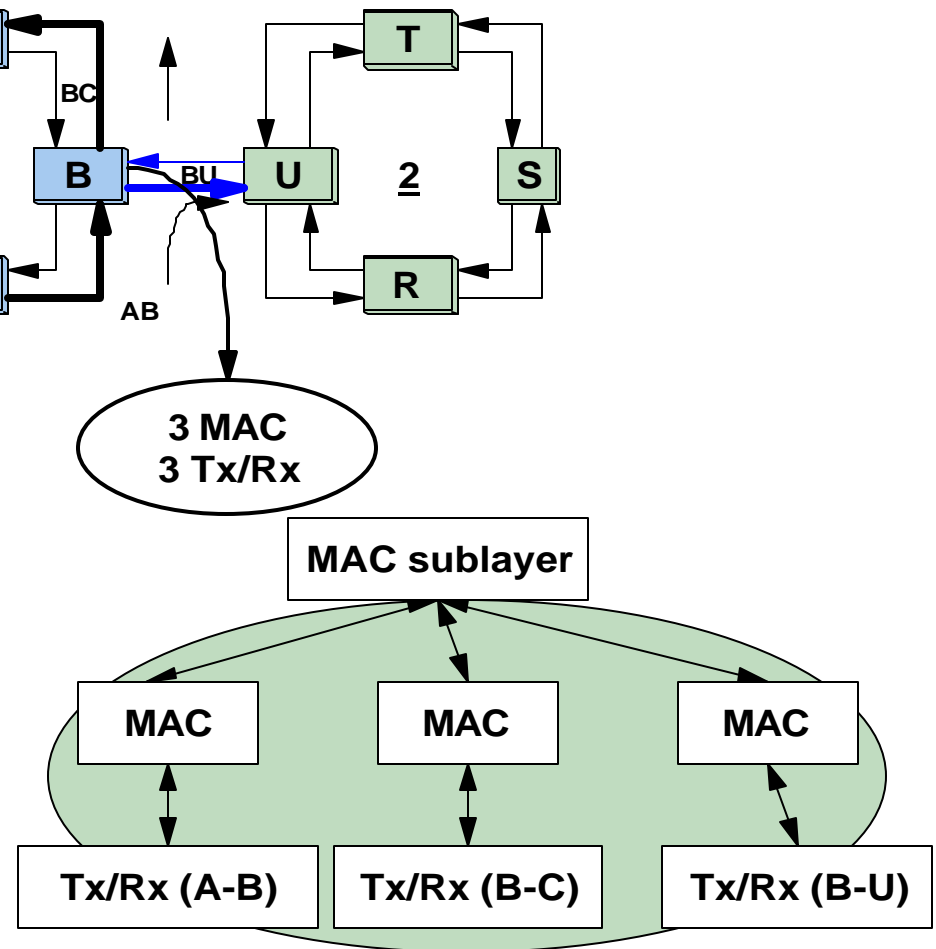 T
BC
B
BU
U
2
S
R
AB
3 MAC
3 Tx/Rx
MAC sublayer
MAC
MAC
MAC
Tx/Rx (A-B)
Tx/Rx (B-C)
Tx/Rx (B-U)